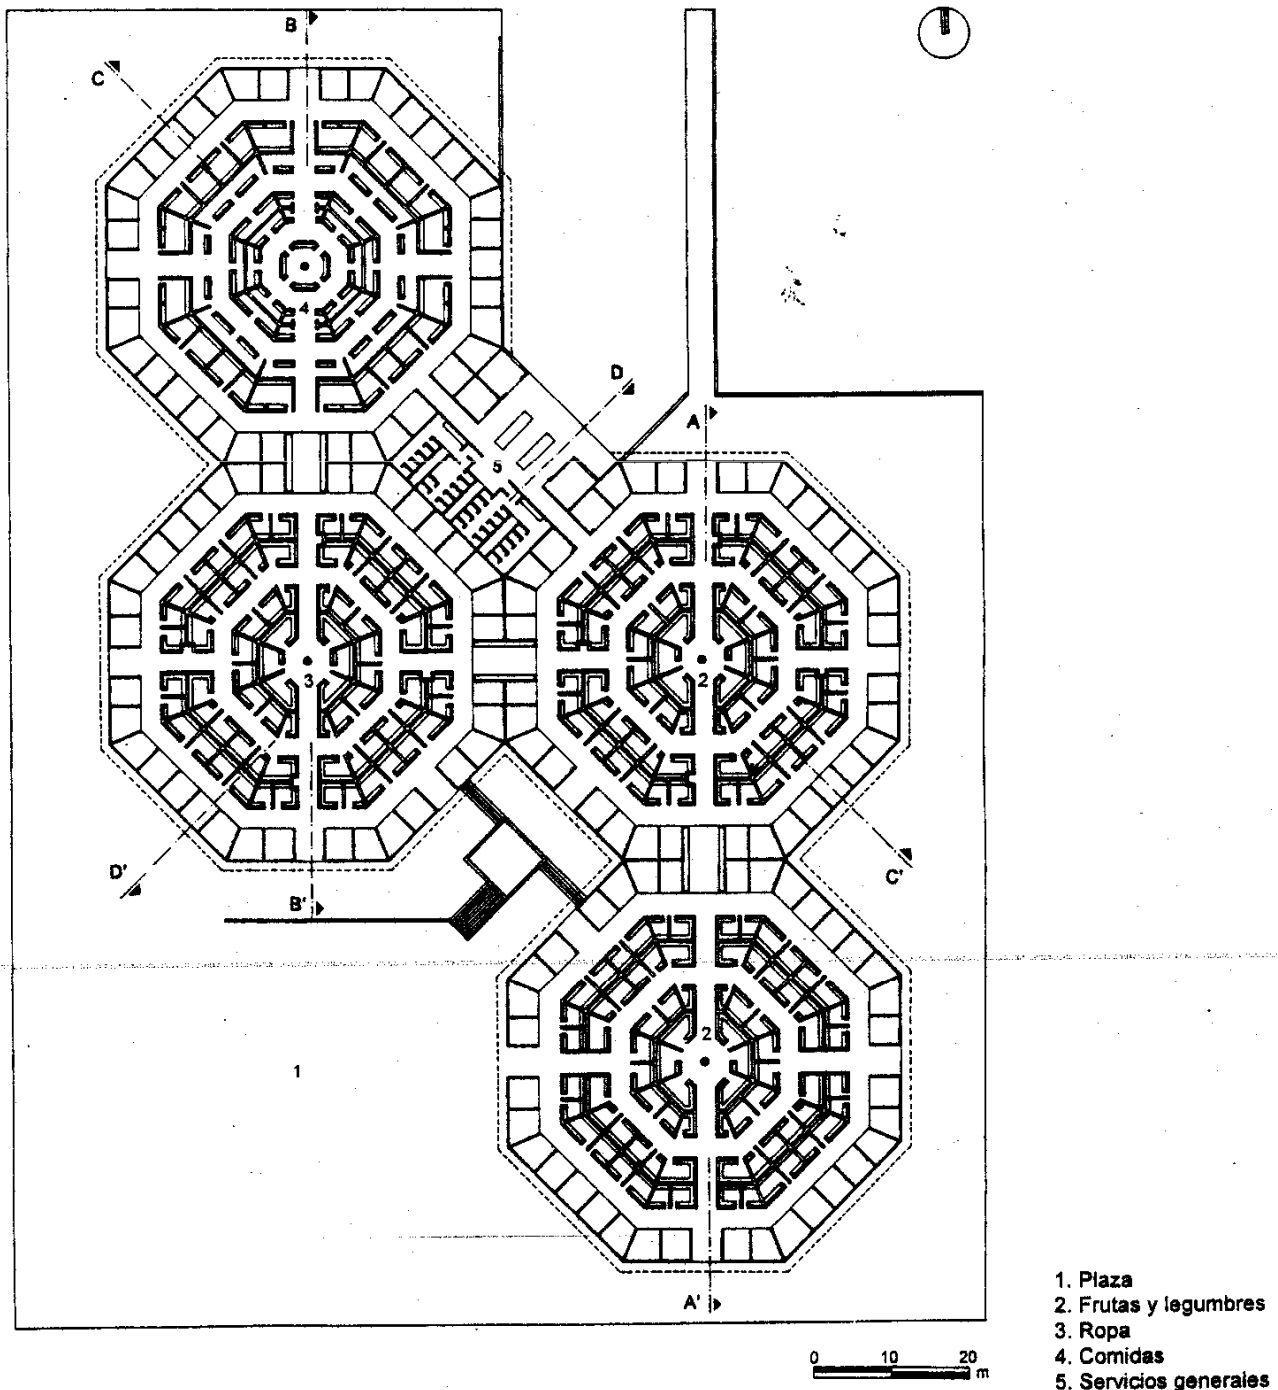 B
C
4
D
A
5
3
2
D'
C'
B'
2
1
A'
1. Plaza
2. Frutas y legumbres
3. Ropa
4. Comidas
5. Servicios generales
0 10 20
m